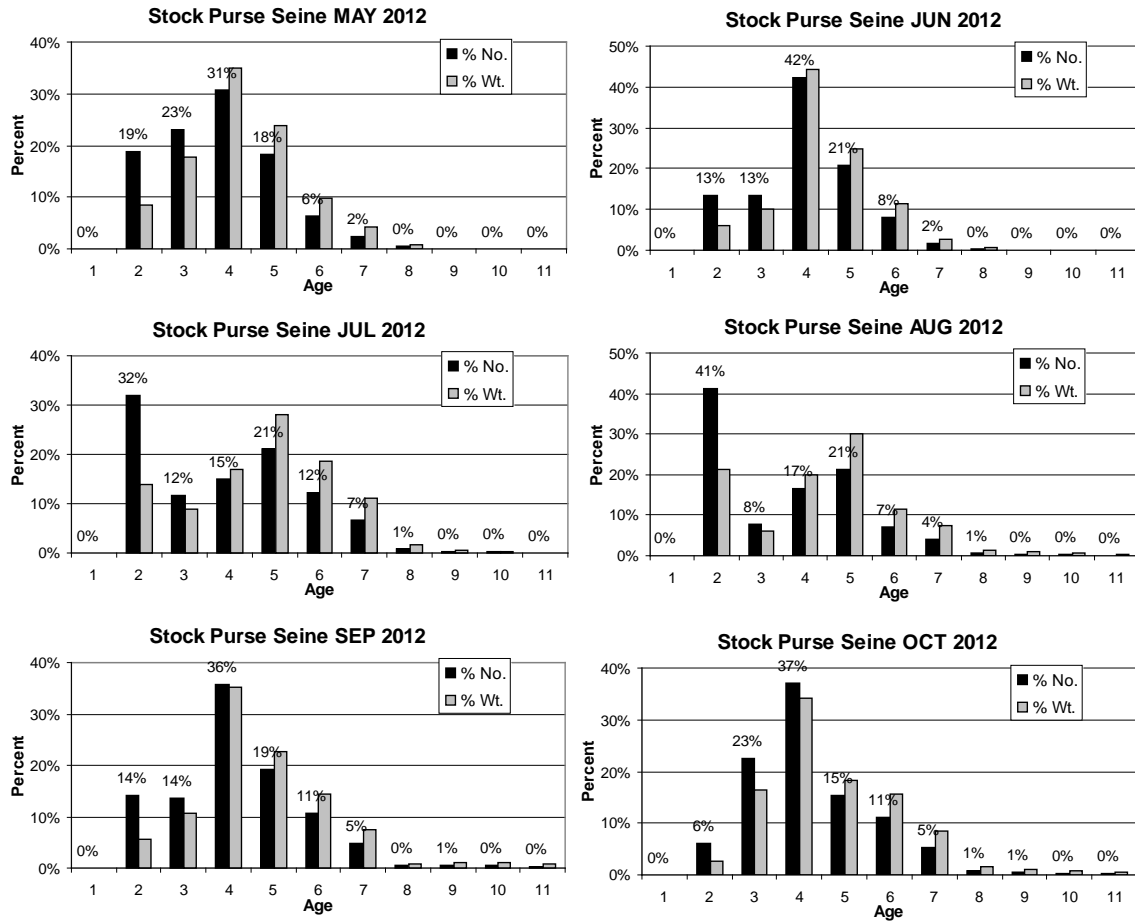 Stock Purse Seine MAY 2012
40%
30%
20%
10%
0%
Percent
% No.
% Wt.
0% 19% 23% 31% 18% 6% 2% 0% 0% 0% 0%
1 2 3 4 5 6 7 8 9 10 11
Age
Stock Purse Seine JUN 2012
50%
40%
30%
20%
10%
0%
Percent
% No.
% Wt.
0% 13% 13% 42% 21% 8% 2% 0% 0% 0% 0%
1 2 3 4 5 6 7 8 9 10 11
Age
Stock Purse Seine JUL 2012
40%
30%
20%
10%
0%
Percent
% No.
% Wt.
0% 32% 12% 15% 21% 12% 7% 1% 0% 0% 0%
1 2 3 4 5 6 7 8 9 10 11
Age
Stock Purse Seine AUG 2012
50%
40%
30%
20%
10%
0%
Percent
% No.
% Wt.
0% 41% 8% 17% 21% 7% 4% 1% 0% 0% 0%
1 2 3 4 5 6 7 8 9 10 11
Age
Stock Purse Seine SEP 2012
40%
30%
20%
10%
0%
Percent
% No.
% Wt.
0% 14% 14% 36% 19% 11% 5% 0% 1% 0% 0%
1 2 3 4 5 6 7 8 9 10 11
Age
Stock Purse Seine OCT 2012
40%
30%
20%
10%
0%
Percent
% No.
% Wt.
0% 6% 23% 37% 15% 11% 5% 1% 1% 0% 0%
1 2 3 4 5 6 7 8 9 10 11
Age